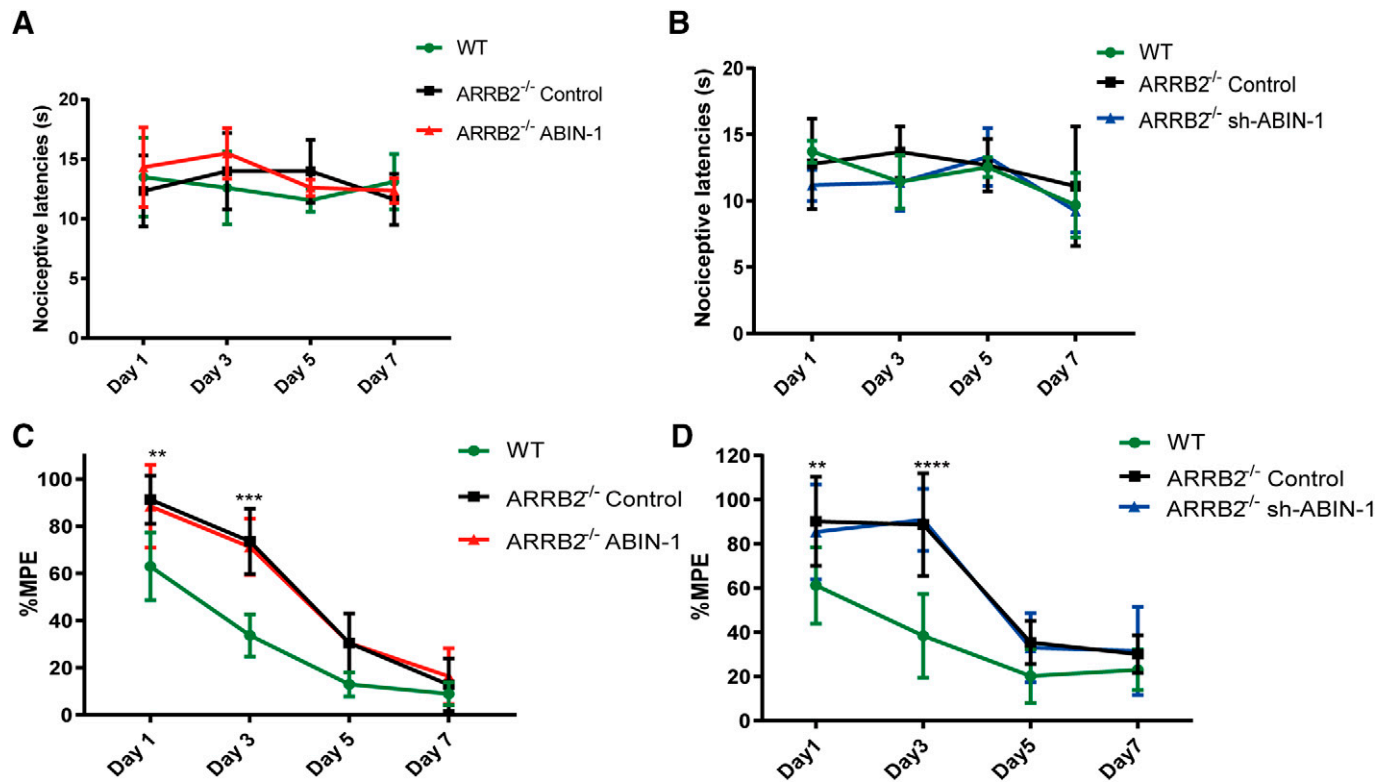 A
WT
ARRB2-/- Control
ARRB2-/- ABIN-1
Nociceptive latencies (s)
20
15
10
5
0
Day 1
Day 3
Day 5
Day 7
B
WT
ARRB2-/- Control
ARRB2-/- sh-ABIN-1
Nociceptive latencies (s)
20
15
10
5
0
Day 1
Day 3
Day 5
Day 7
C
WT
ARRB2-/- Control
ARRB2-/- ABIN-1
**
***
%MPE
100
80
60
40
20
0
Day 1
Day 3
Day 5
Day 7
D
WT
ARRB2-/- Control
ARRB2-/- sh-ABIN-1
**
****
%MPE
120
100
80
60
40
20
0
Day1
Day3
Day5
Day7